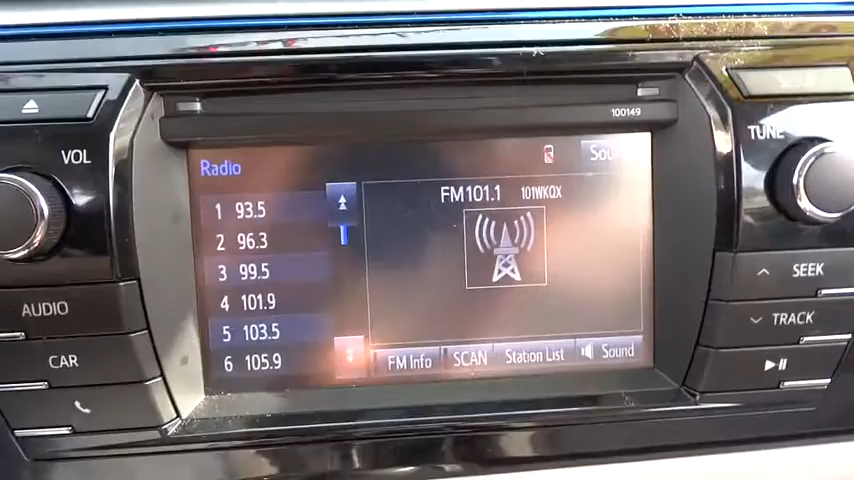 100149
VOL
TUNE
Radio
FM101.1 101WKQX
1 93.5
2 96.3
3 99.5
4 101.9
5 103.5
6 105.9
FM Info
SCAN
Station List
Sound
AUDIO
CAR
SEEK
TRACK